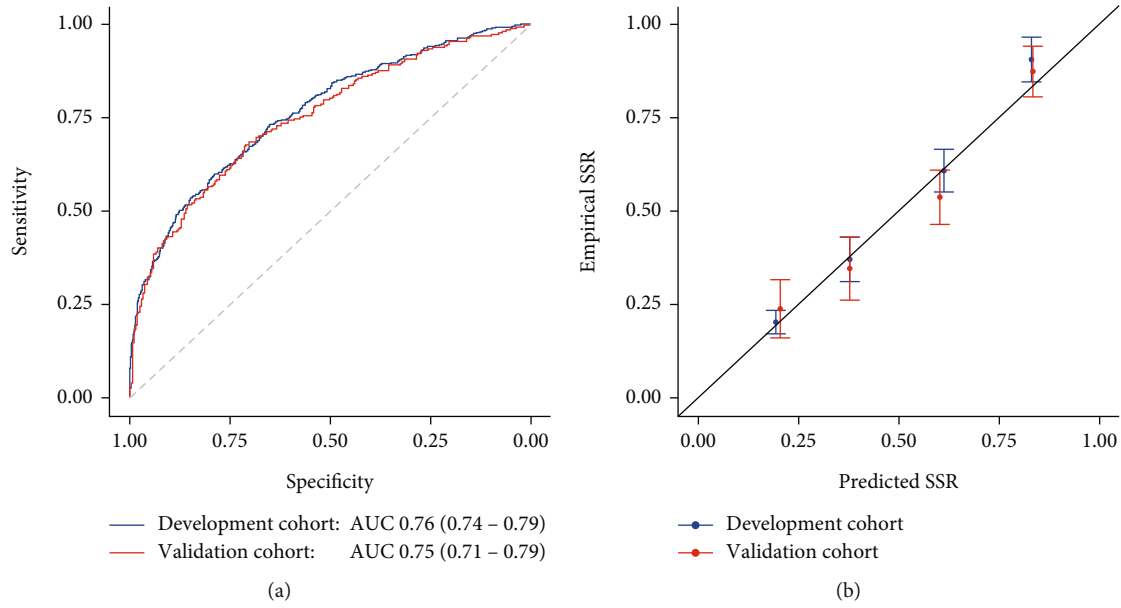 1.00
0.75
0.50
0.25
0.00
Sensitivity
1.00 0.75 0.50 0.25 0.00
Specificity
Development cohort: AUC 0.76 (0.74 – 0.79)
Validation cohort: AUC 0.75 (0.71 – 0.79)
(a)
1.00
0.75
0.50
0.25
0.00
Empirical SSR
0.00 0.25 0.50 0.75 1.00
Predicted SSR
Development cohort
Validation cohort
(b)